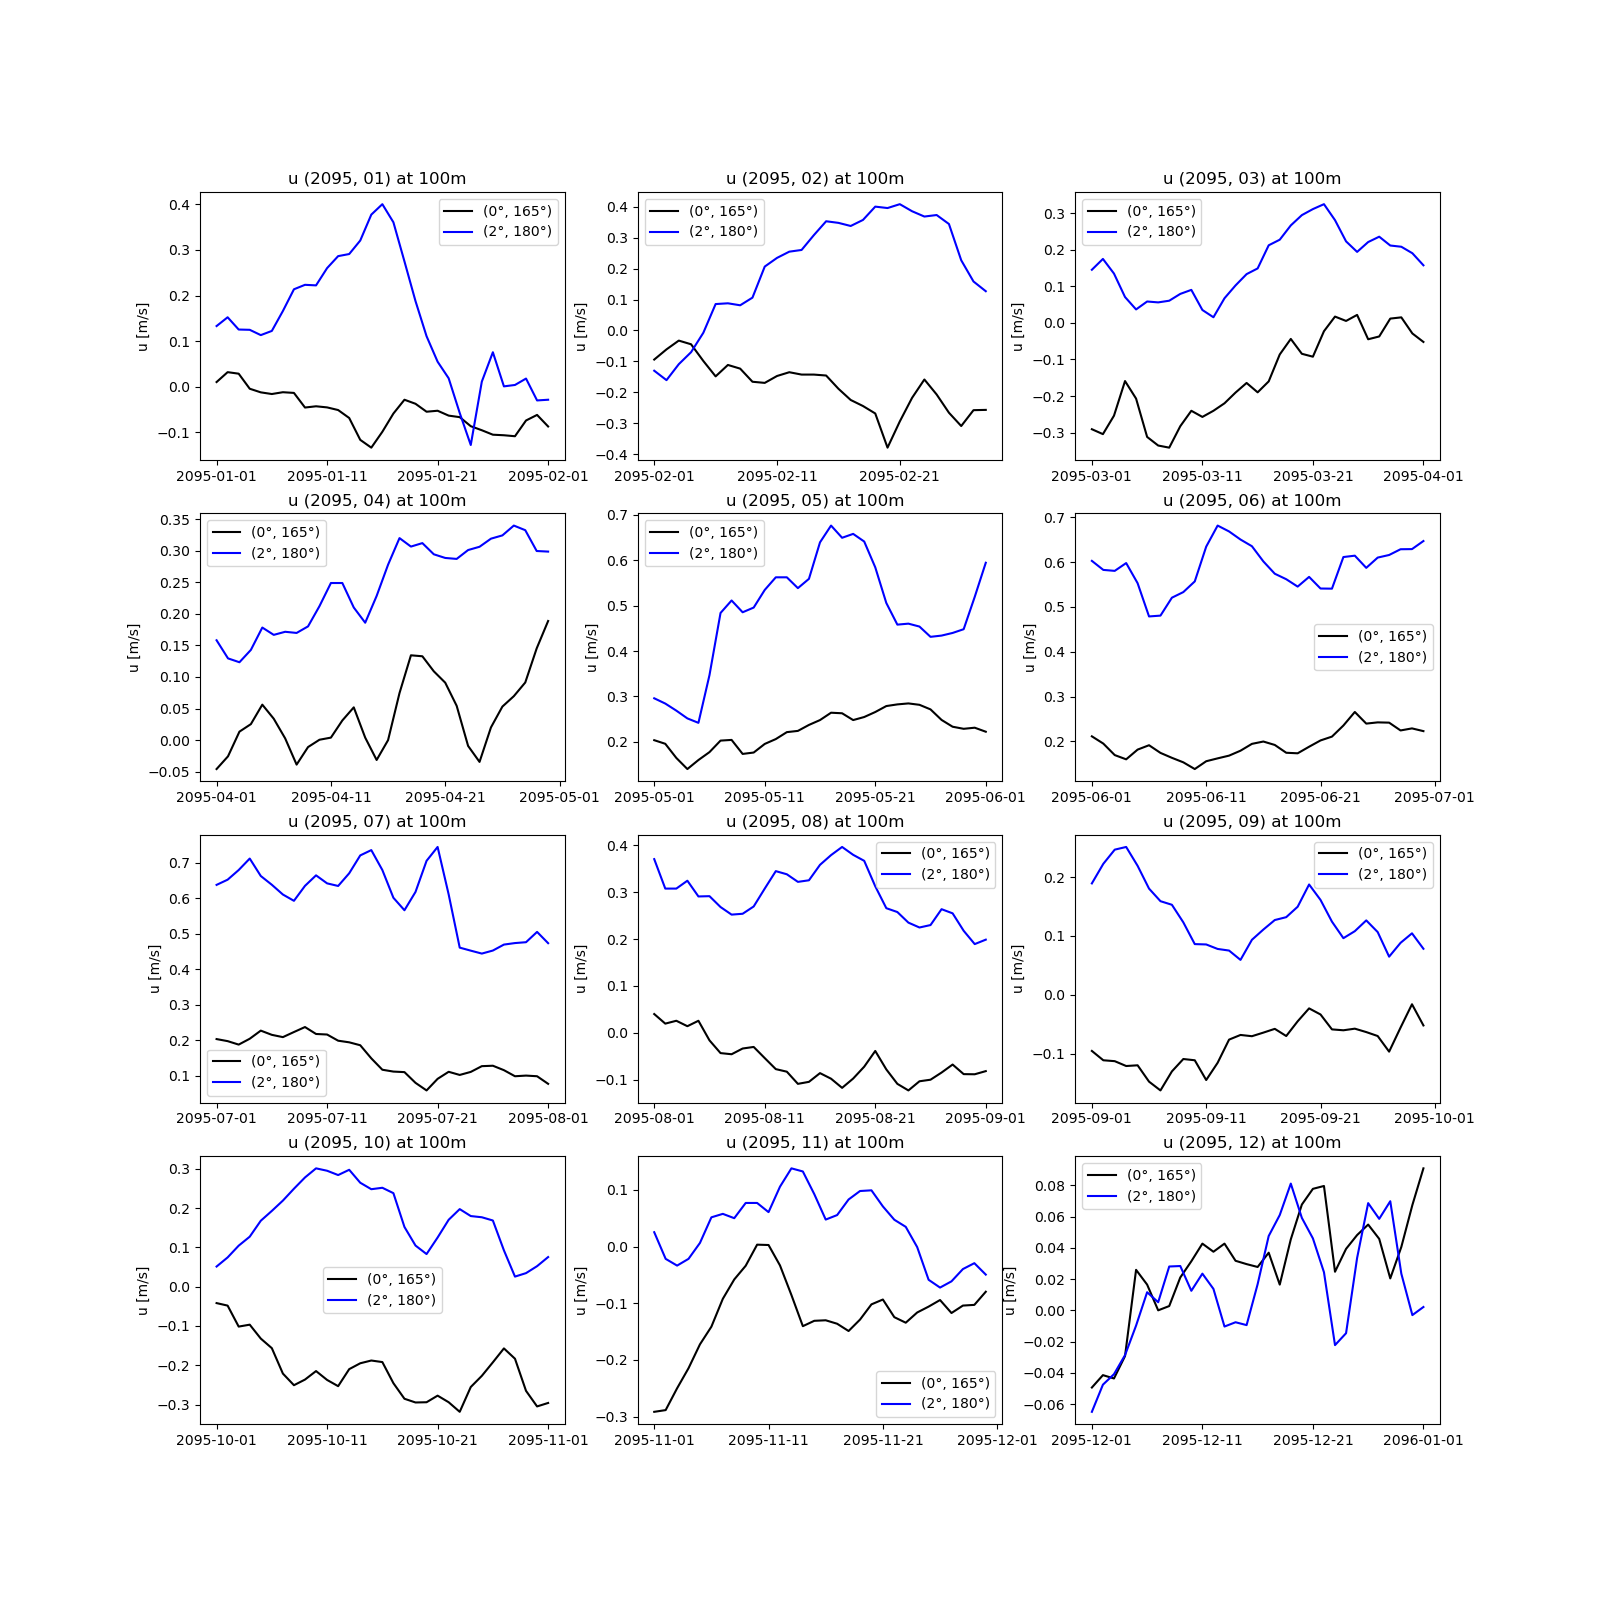 u (2095, 01) at 100m
u [m/s]
0.4
0.3
0.2
0.1
0.0
−0.1
(0°, 165°)
(2°, 180°)
2095-01-01 2095-01-11 2095-01-21 2095-02-01
u (2095, 02) at 100m
u [m/s]
0.4
0.3
0.2
0.1
0.0
−0.1
−0.2
−0.3
−0.4
(0°, 165°)
(2°, 180°)
2095-02-01 2095-02-11 2095-02-21
u (2095, 03) at 100m
u [m/s]
0.3
0.2
0.1
0.0
−0.1
−0.2
−0.3
(0°, 165°)
(2°, 180°)
2095-03-01 2095-03-11 2095-03-21 2095-04-01
u (2095, 04) at 100m
u [m/s]
0.35
0.30
0.25
0.20
0.15
0.10
0.05
0.00
−0.05
(0°, 165°)
(2°, 180°)
2095-04-01 2095-04-11 2095-04-21 2095-05-01
u (2095, 05) at 100m
u [m/s]
0.7
0.6
0.5
0.4
0.3
0.2
(0°, 165°)
(2°, 180°)
2095-05-01 2095-05-11 2095-05-21 2095-06-01
u (2095, 06) at 100m
u [m/s]
0.7
0.6
0.5
0.4
0.3
0.2
(0°, 165°)
(2°, 180°)
2095-06-01 2095-06-11 2095-06-21 2095-07-01
u (2095, 07) at 100m
u [m/s]
0.7
0.6
0.5
0.4
0.3
0.2
0.1
(0°, 165°)
(2°, 180°)
2095-07-01 2095-07-11 2095-07-21 2095-08-01
u (2095, 08) at 100m
u [m/s]
0.4
0.3
0.2
0.1
0.0
−0.1
(0°, 165°)
(2°, 180°)
2095-08-01 2095-08-11 2095-08-21 2095-09-01
u (2095, 09) at 100m
u [m/s]
0.2
0.1
0.0
−0.1
(0°, 165°)
(2°, 180°)
2095-09-01 2095-09-11 2095-09-21 2095-10-01
u (2095, 10) at 100m
u [m/s]
0.3
0.2
0.1
0.0
−0.1
−0.2
−0.3
(0°, 165°)
(2°, 180°)
2095-10-01 2095-10-11 2095-10-21 2095-11-01
u (2095, 11) at 100m
u [m/s]
0.1
0.0
−0.1
−0.2
−0.3
(0°, 165°)
(2°, 180°)
2095-11-01 2095-11-11 2095-11-21 2095-12-01
u (2095, 12) at 100m
u [m/s]
0.08
0.06
0.04
0.02
0.00
−0.02
−0.04
−0.06
(0°, 165°)
(2°, 180°)
2095-12-01 2095-12-11 2095-12-21 2096-01-01